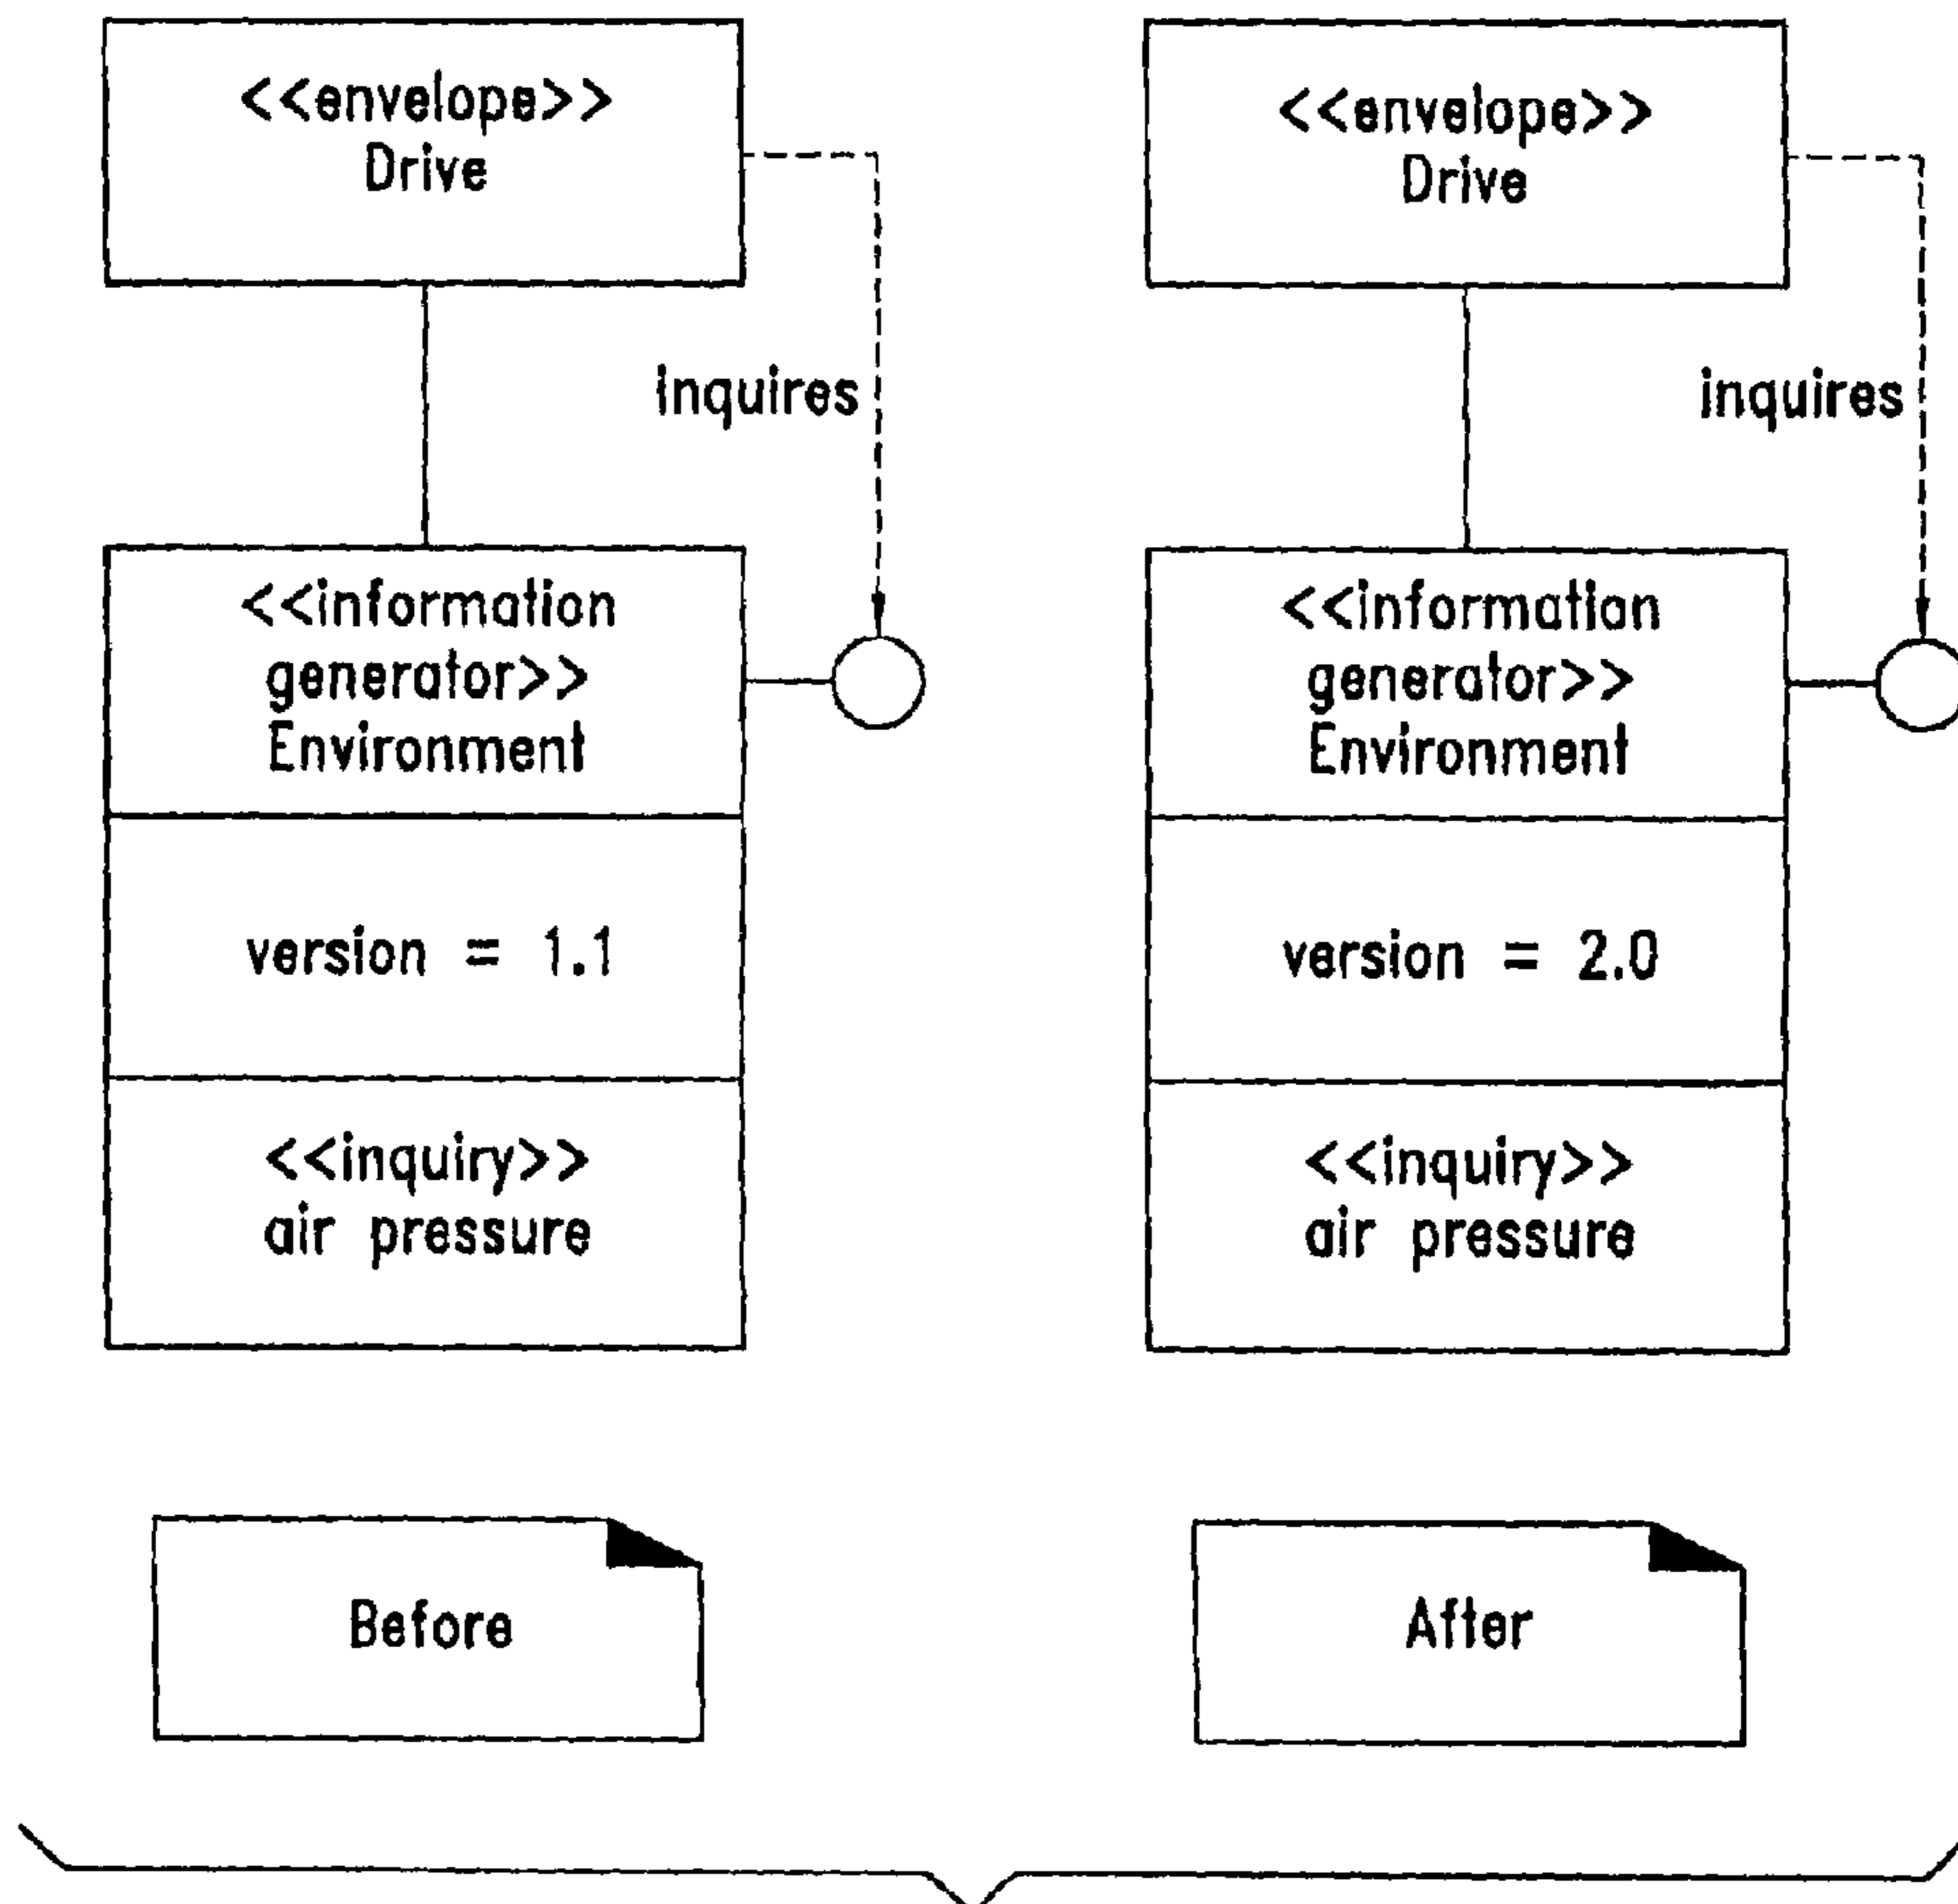 <<envelope>>
Drive
inquires
<<information
generator>>
Environment
version = 1.1
<<inquiry>>
air pressure
Before
<<envelope>>
Drive
inquires
<<information
generator>>
Environment
version = 2.0
<<inquiry>>
air pressure
After